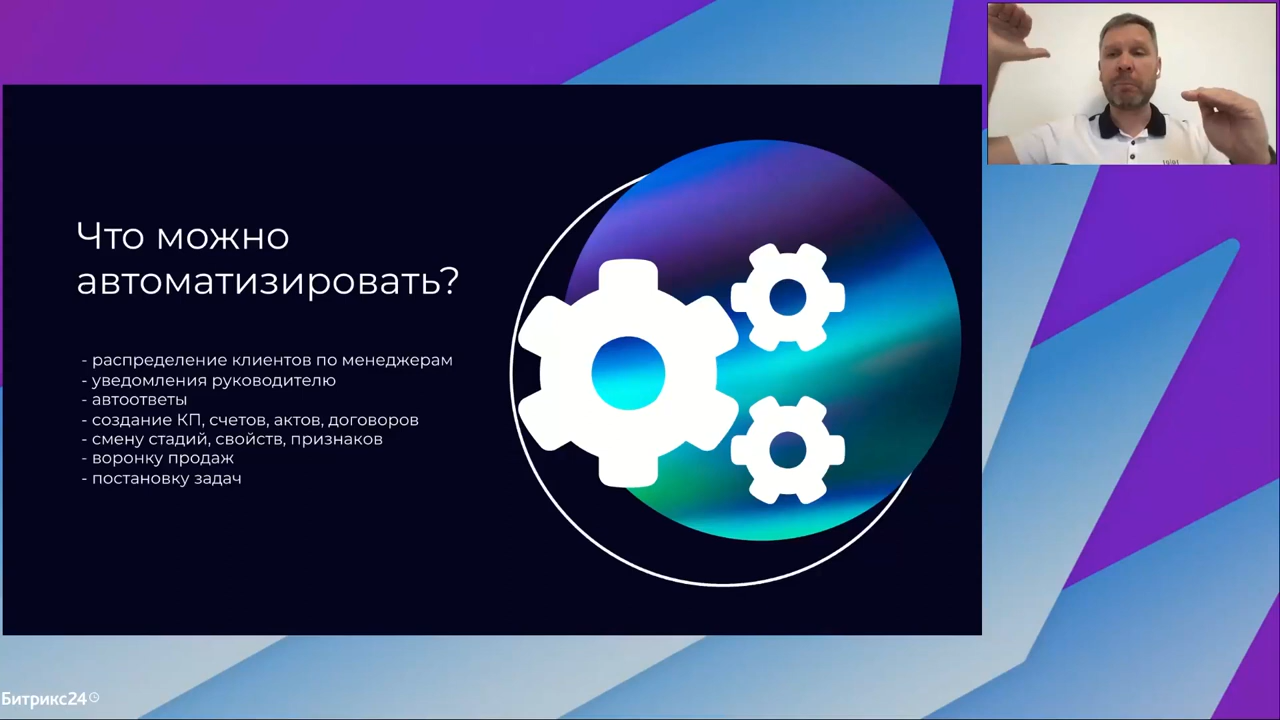 Что можно
автоматизировать?
- распределение клиентов по менеджерам
- уведомления руководителю
- автоответы
- создание КП, счетов, актов, договоров
- смену стадий, свойств, признаков
- воронку продаж
- постановку задач
Битрикс24